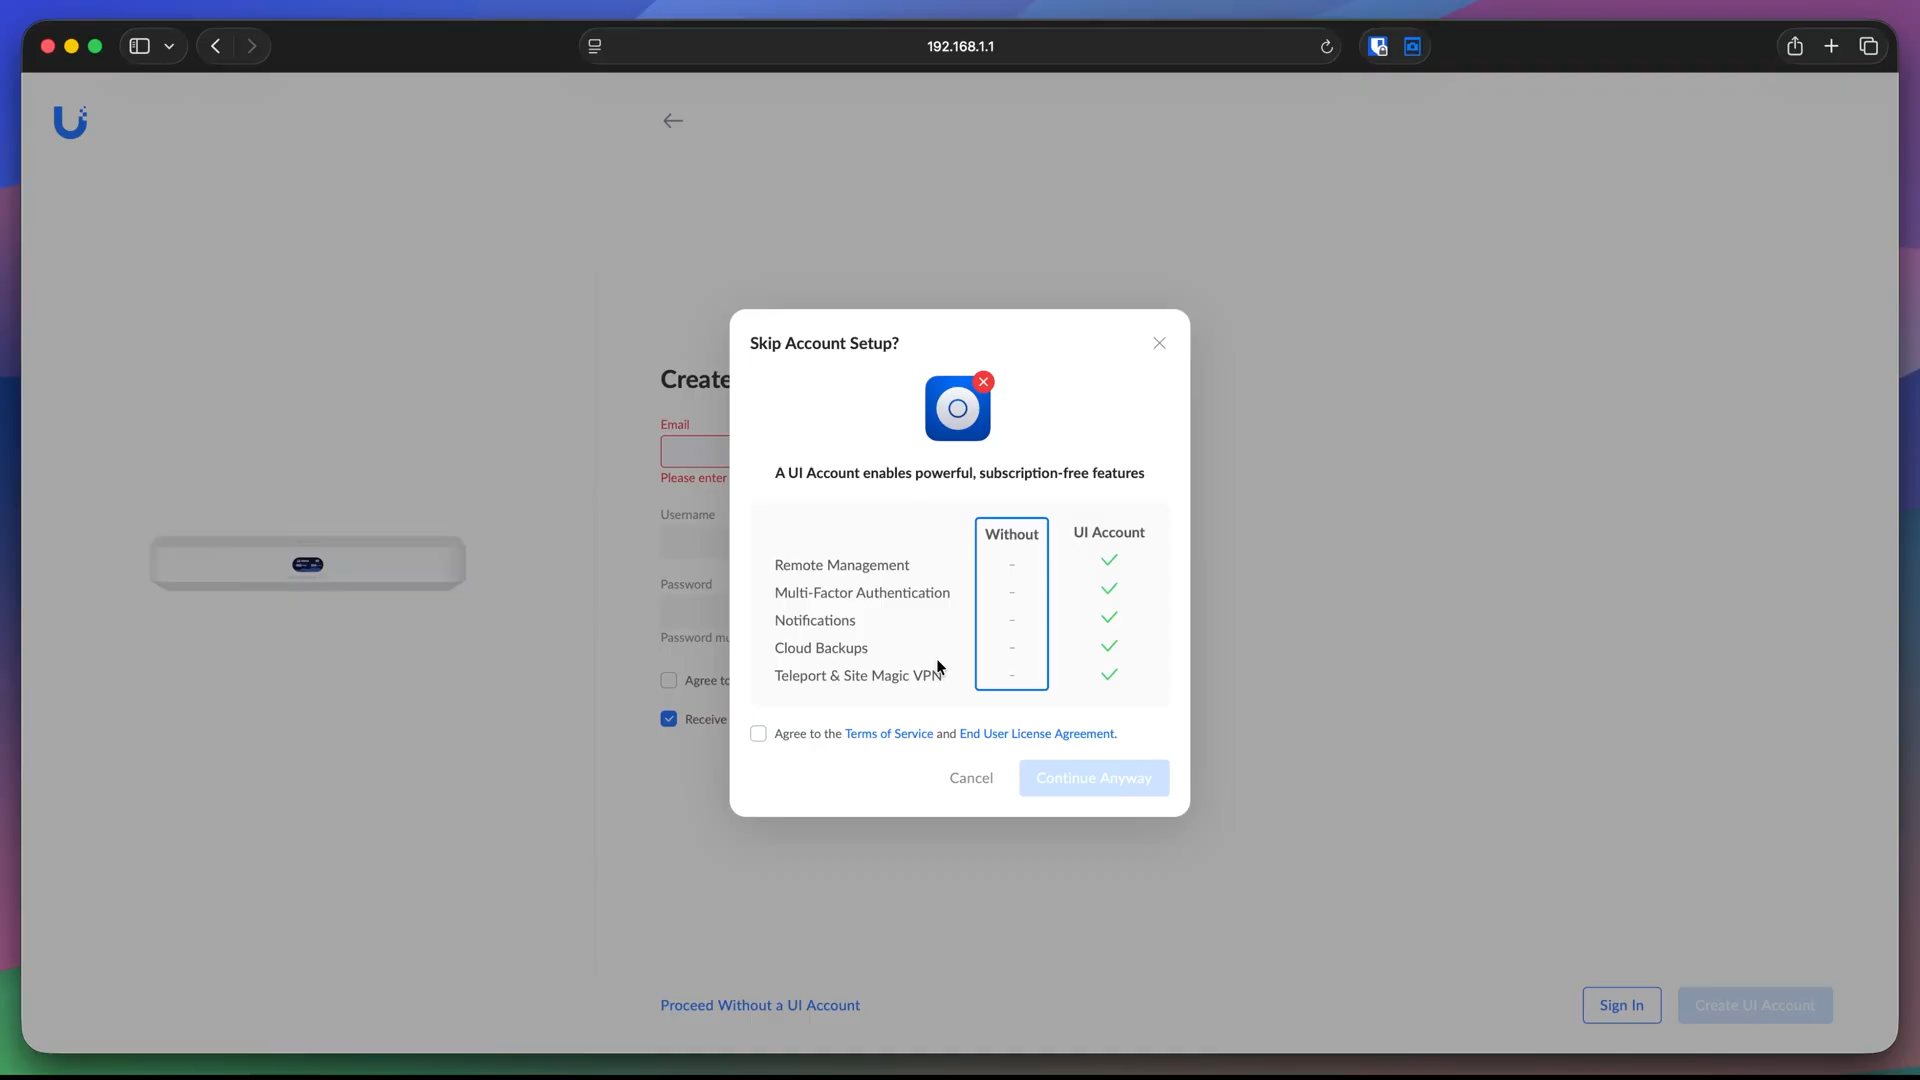 192.168.1.1
Create
Email
Please enter
Username
Password
Password mu
Agree to
Receive
Skip Account Setup?
A UI Account enables powerful, subscription-free features
Without UI Account
Remote Management -
Multi-Factor Authentication -
Notifications -
Cloud Backups -
Teleport & Site Magic VPN -
Agree to the Terms of Service and End User License Agreement.
Cancel Continue Anyway
Proceed Without a UI Account
Sign In Create UI Account